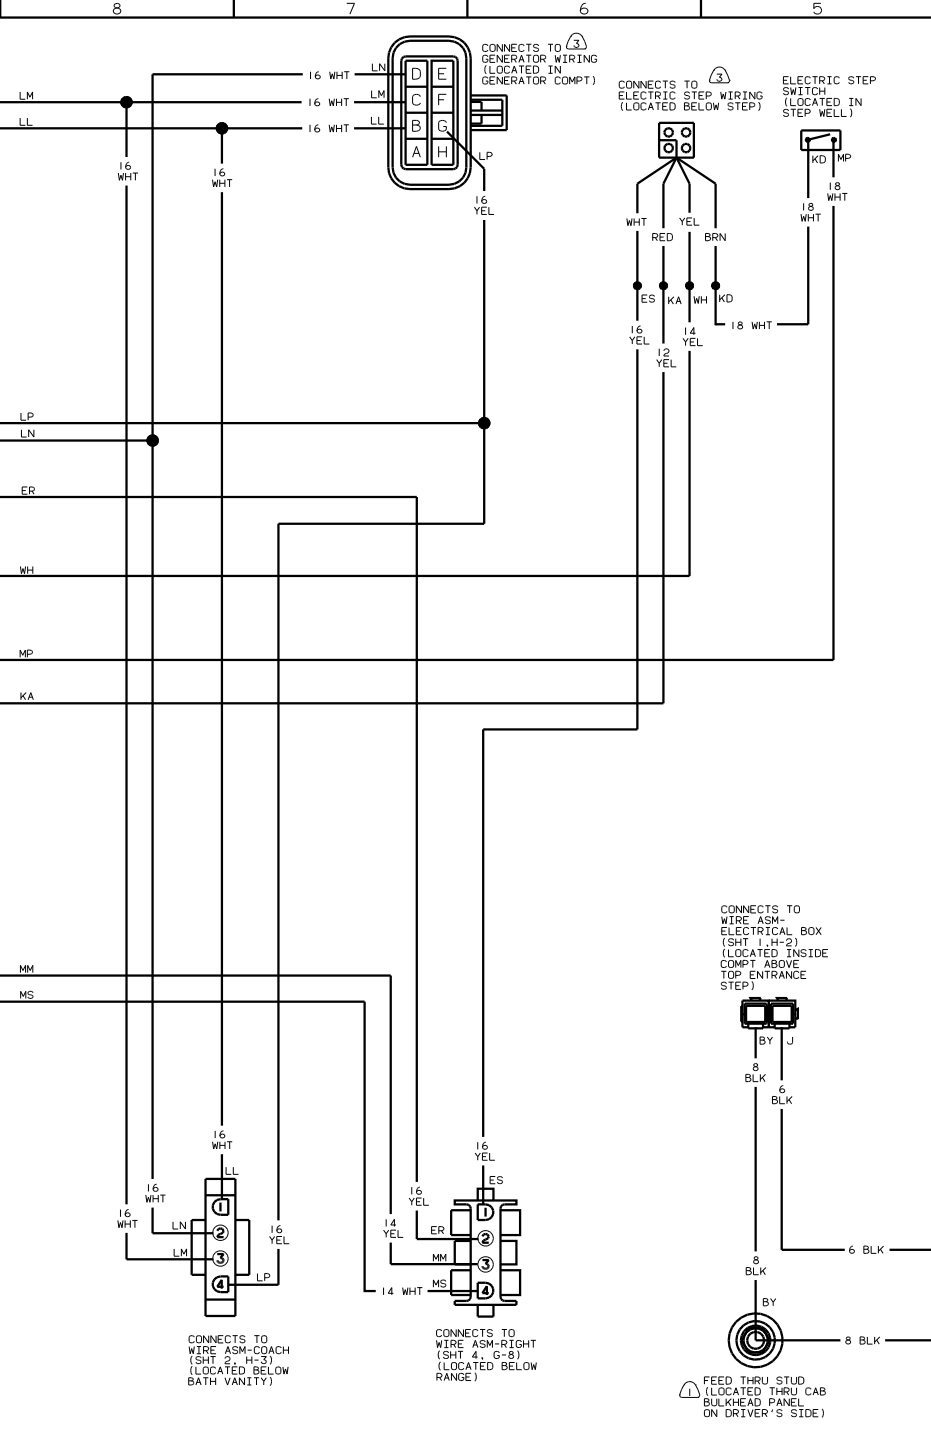 8 7 6 5
CONNECTS TO 3
GENERATOR WIRING
(LOCATED IN
GENERATOR COMPT)
CONNECTS TO 3
ELECTRIC STEP WIRING
(LOCATED BELOW STEP)
ELECTRIC STEP
SWITCH
(LOCATED IN
STEP WELL)
16 WHT LN D E
LM 16 WHT LM C F
LL 16 WHT LL B G
A H LP
KD MP
16
WHT
16
WHT
16
YEL
18
WHT
18
WHT
WHT YEL
RED BRN
ES KA WH KD
18 WHT
16
YEL
12
YEL
14
YEL
LP
LN
ER
WH
MP
KA
CONNECTS TO
WIRE ASM-
ELECTRICAL BOX
(SHT 1,H-2)
(LOCATED INSIDE
COMPT ABOVE
TOP ENTRANCE
STEP)
MM
MS
BY J
8
BLK
6
BLK
16
WHT
LL
16
YEL
ES
16
WHT
16
WHT
16
YEL
16
YEL
14
YEL
1
LN 2
LM 3
LP 4
1
ER 2
MM 3
14 WHT MS 4
6 BLK
8
BLK
BY
8 BLK
CONNECTS TO
WIRE ASM-COACH
(SHT 2, H-3)
(LOCATED BELOW
BATH VANITY)
CONNECTS TO
WIRE ASM-RIGHT
(SHT 4, G-8)
(LOCATED BELOW
RANGE)
1 FEED THRU STUD
(LOCATED THRU CAB
BULKHEAD PANEL
ON DRIVER'S SIDE)